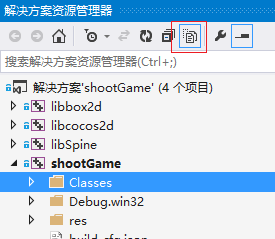 解决方案资源管理器
搜索解决方案资源管理器(Ctrl+;)
解决方案'shootGame' (4 个项目)
libbox2d
libcocos2d
libSpine
shootGame
Classes
Debug.win32
res